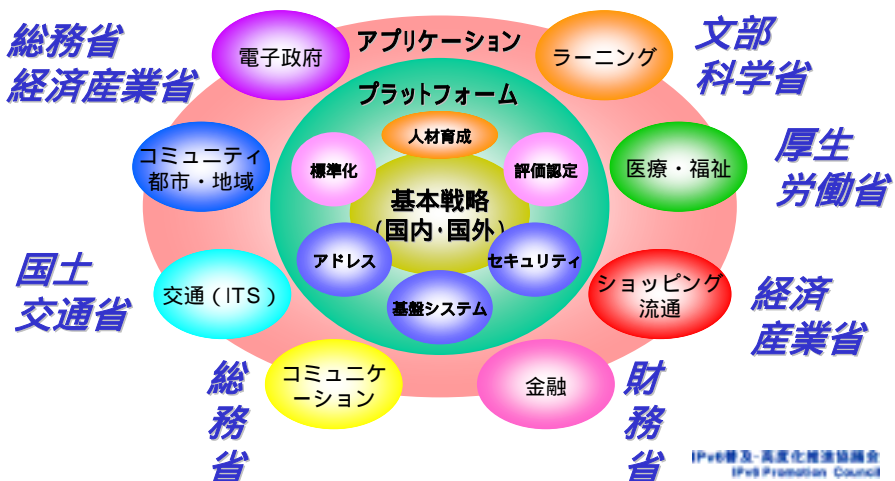 総務省
経済産業省
電子政府
アプリケーション
ラーニング
文部
科学省
プラットフォーム
人材育成
コミュニティ
都市・地域
標準化
評価認定
医療・福祉
厚生
労働省
基本戦略
（国内・国外）
アドレス
セキュリティ
国土
交通省
交通（ITS）
基盤システム
ショッピング
流通
経済
産業省
総
務
省
コミュニケ
ーション
金融
財
務
省
IPv6普及・高度化推進協議会
IPv6 Promotion Council